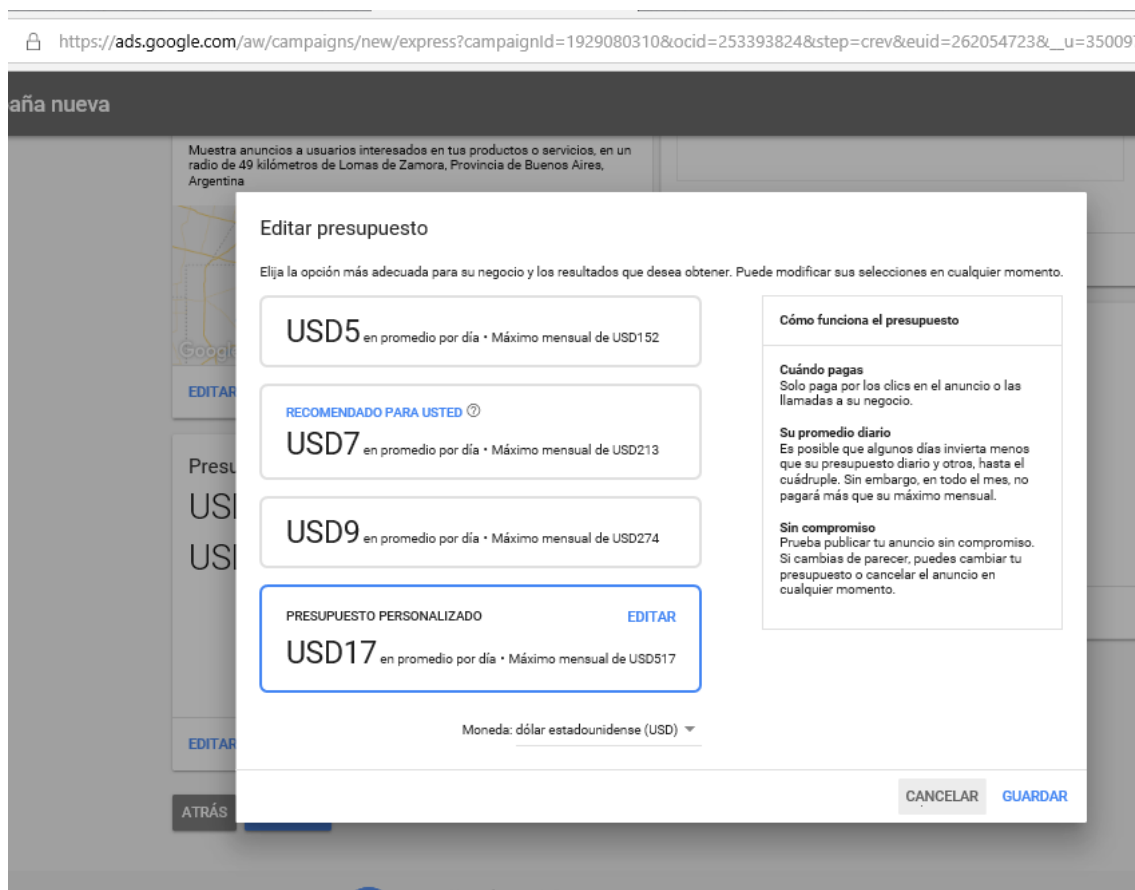 https://ads.google.com/aw/campaigns/new/express?campaignId=1929080310&ocid=253393824&step=crev&euid=262054723&__u=35009
aña nueva
Muestra anuncios a usuarios interesados en tus productos o servicios, en un
radio de 49 kilómetros de Lomas de Zamora, Provincia de Buenos Aires,
Argentina
Google
EDITAR
Presu
USD
USD
EDITAR
ATRÁS
Editar presupuesto
Elija la opción más adecuada para su negocio y los resultados que desea obtener. Puede modificar sus selecciones en cualquier momento.
USD5 en promedio por día • Máximo mensual de USD152
RECOMENDADO PARA USTED
USD7 en promedio por día • Máximo mensual de USD213
USD9 en promedio por día • Máximo mensual de USD274
PRESUPUESTO PERSONALIZADO EDITAR
USD17 en promedio por día • Máximo mensual de USD517
Moneda: dólar estadounidense (USD)
Cómo funciona el presupuesto
Cuándo pagas
Solo paga por los clics en el anuncio o las
llamadas a su negocio.
Su promedio diario
Es posible que algunos días invierta menos
que su presupuesto diario y otros, hasta el
cuádruple. Sin embargo, en todo el mes, no
pagará más que su máximo mensual.
Sin compromiso
Prueba publicar tu anuncio sin compromiso.
Si cambias de parecer, puedes cambiar tu
presupuesto o cancelar el anuncio en
cualquier momento.
CANCELAR GUARDAR